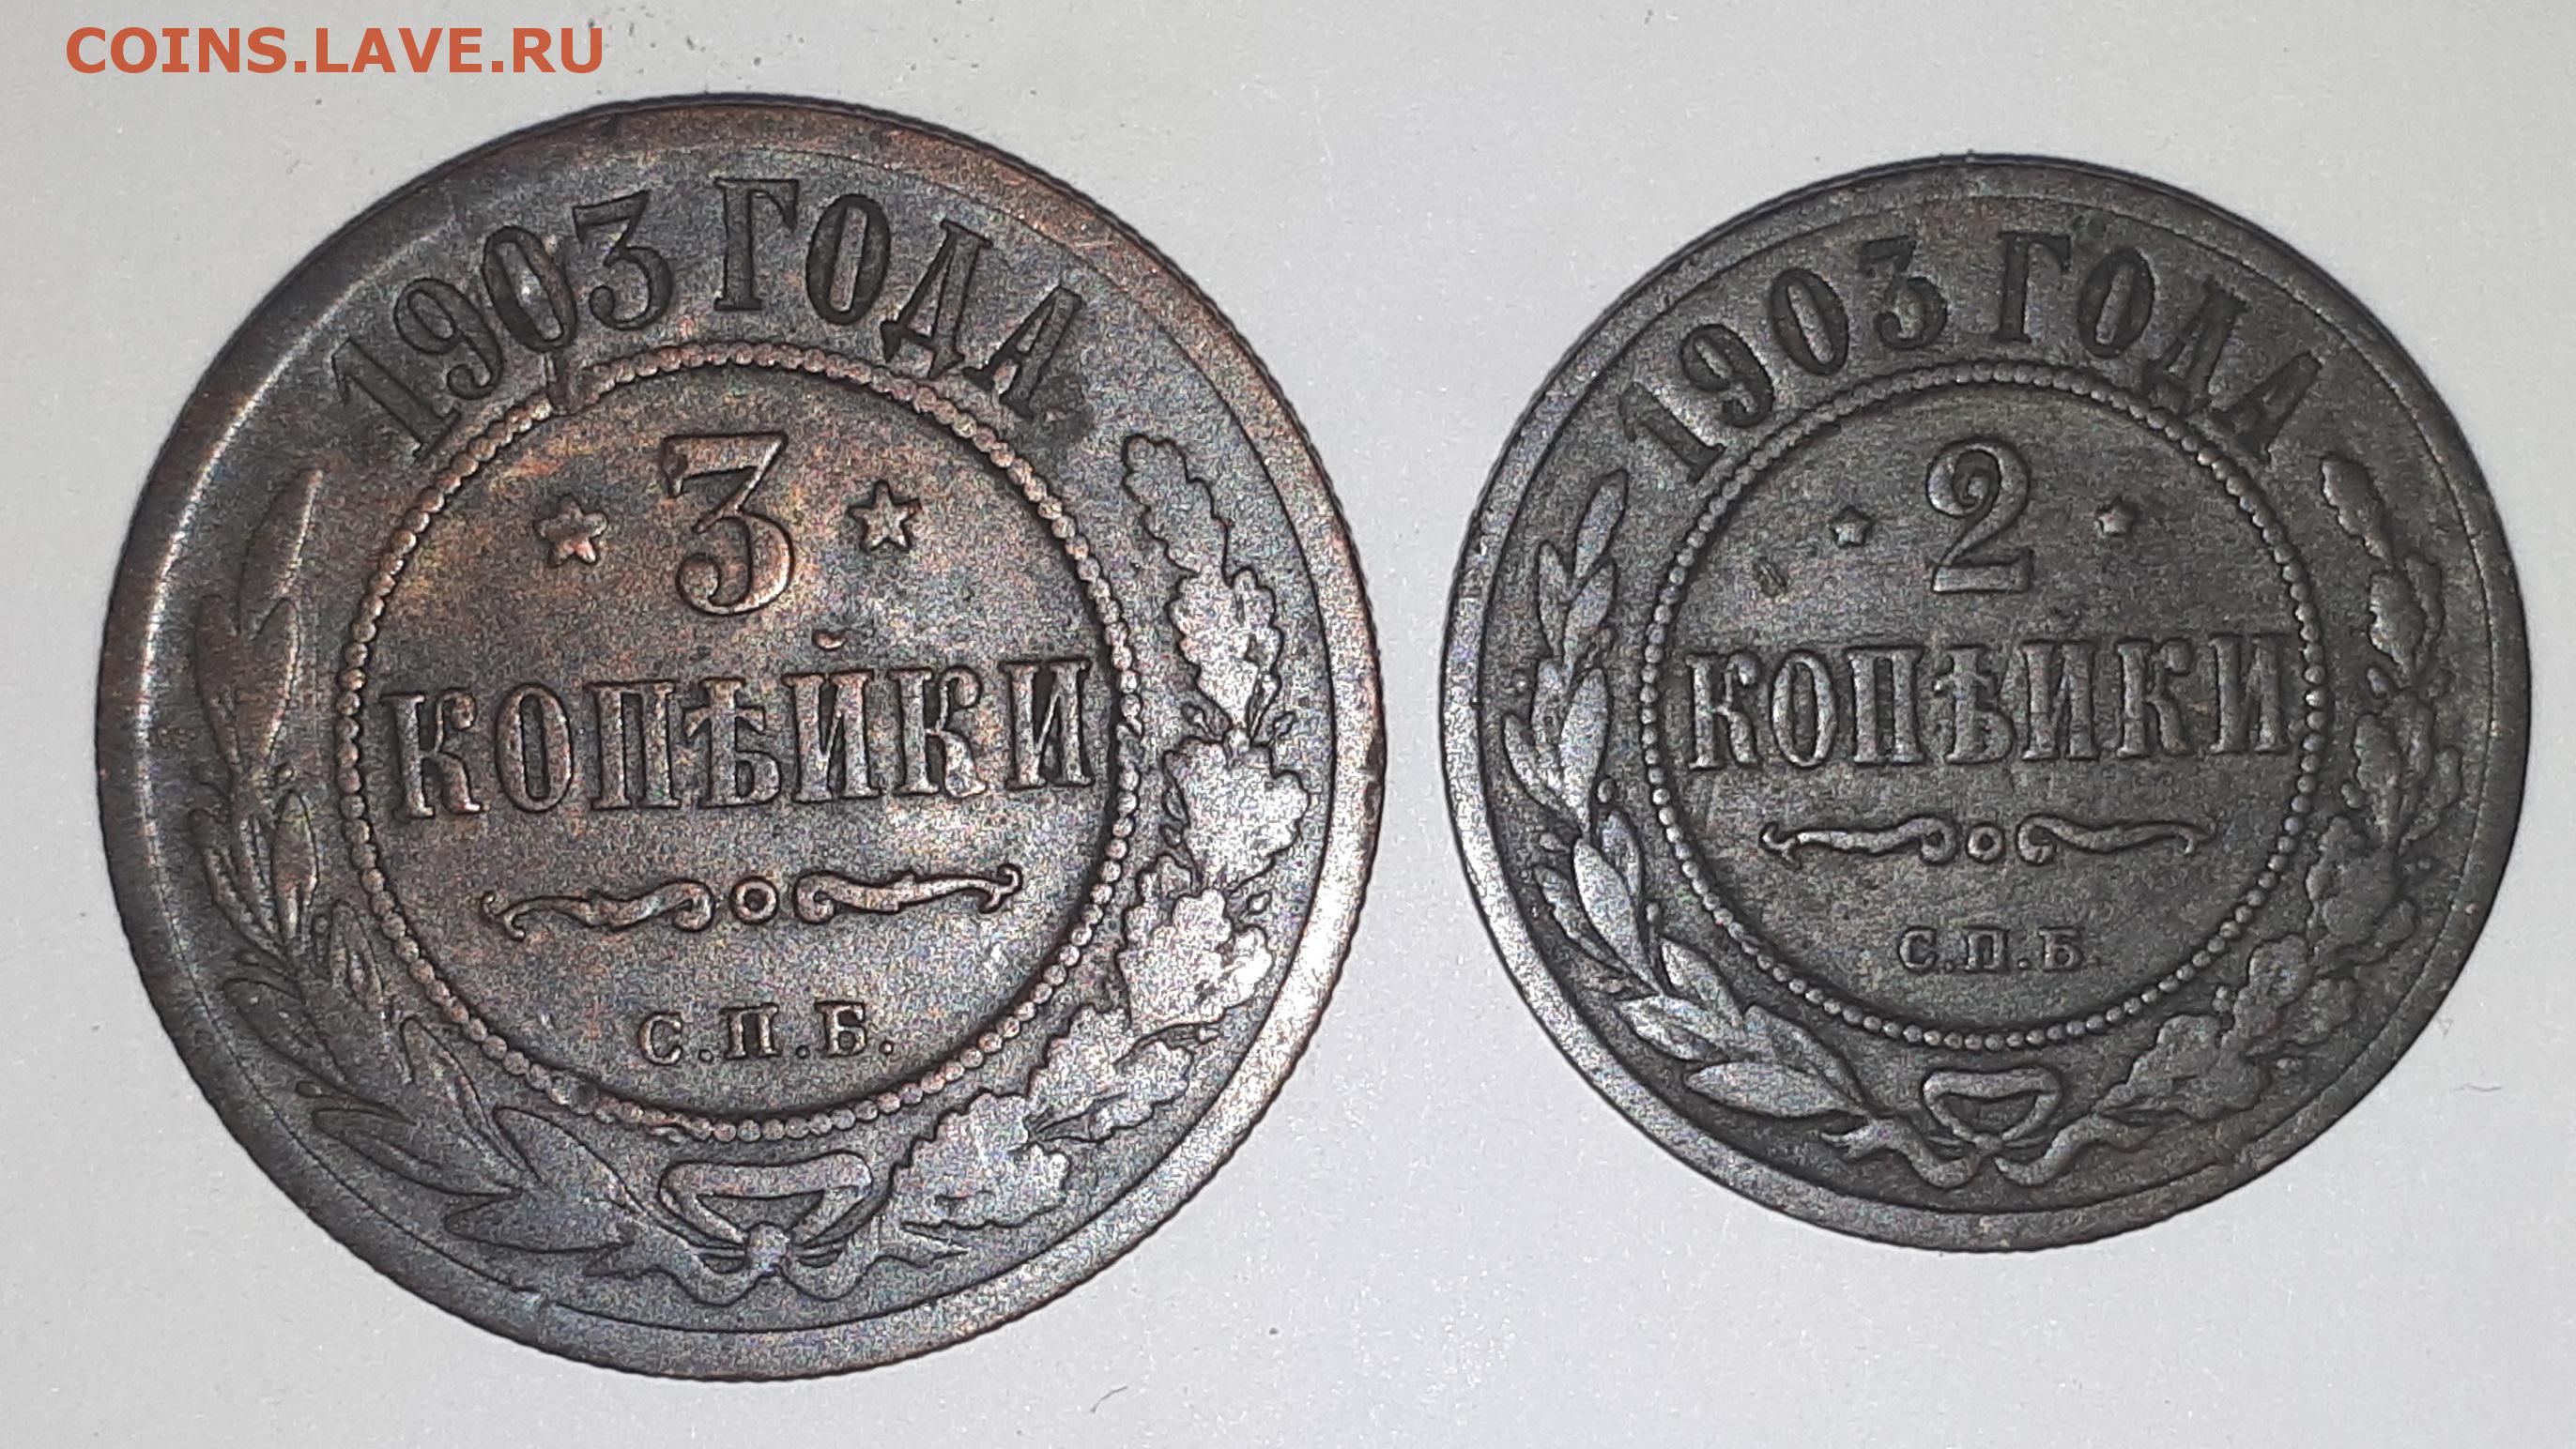 COINS.LAVE.RU
1903 ГОДА
3
КОПѢЙКИ
С.П.Б.
1903 ГОДА
2
КОПѢЙКИ
С.П.Б.